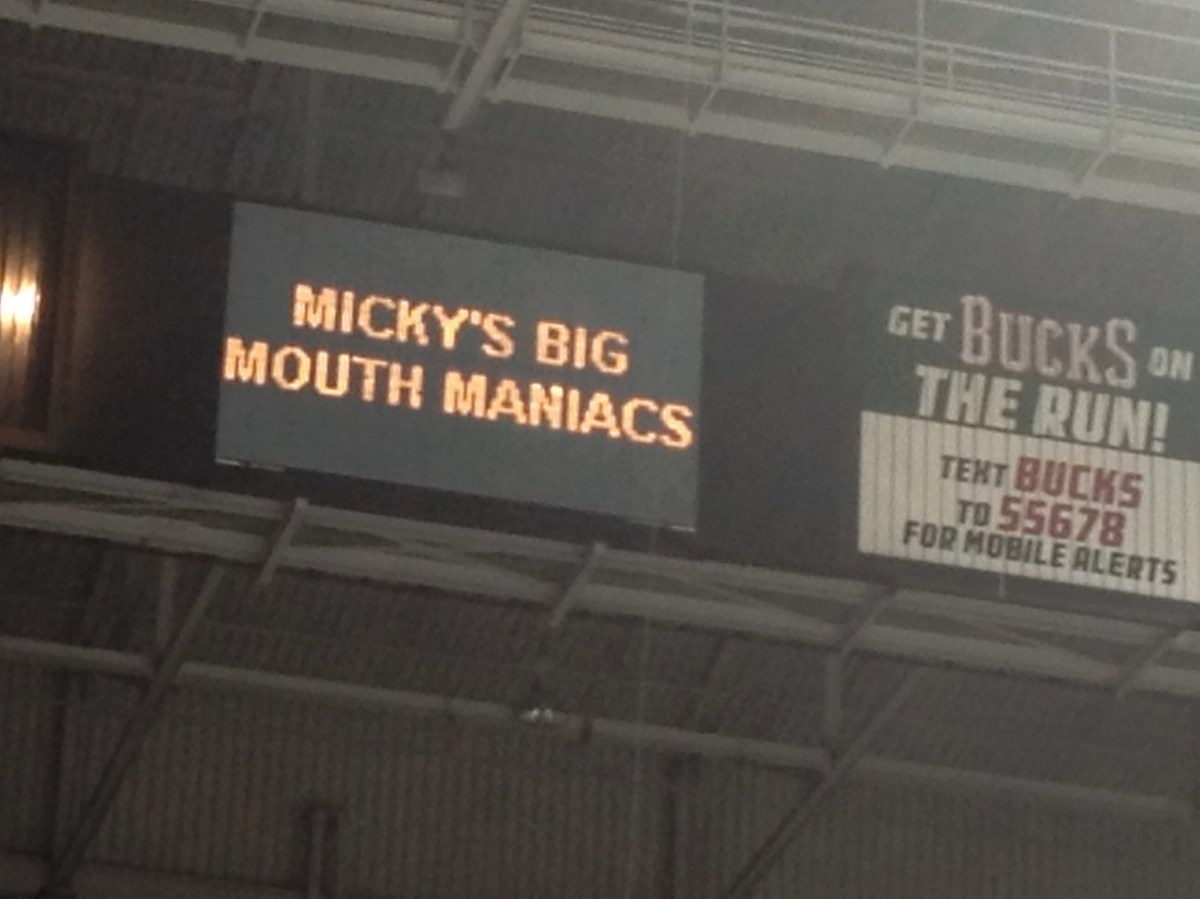 MICKY'S BIG
MOUTH MANIACS
GET BUCKS ON
THE RUN!
TEXT BUCKS
TO 55678
FOR MOBILE ALERTS